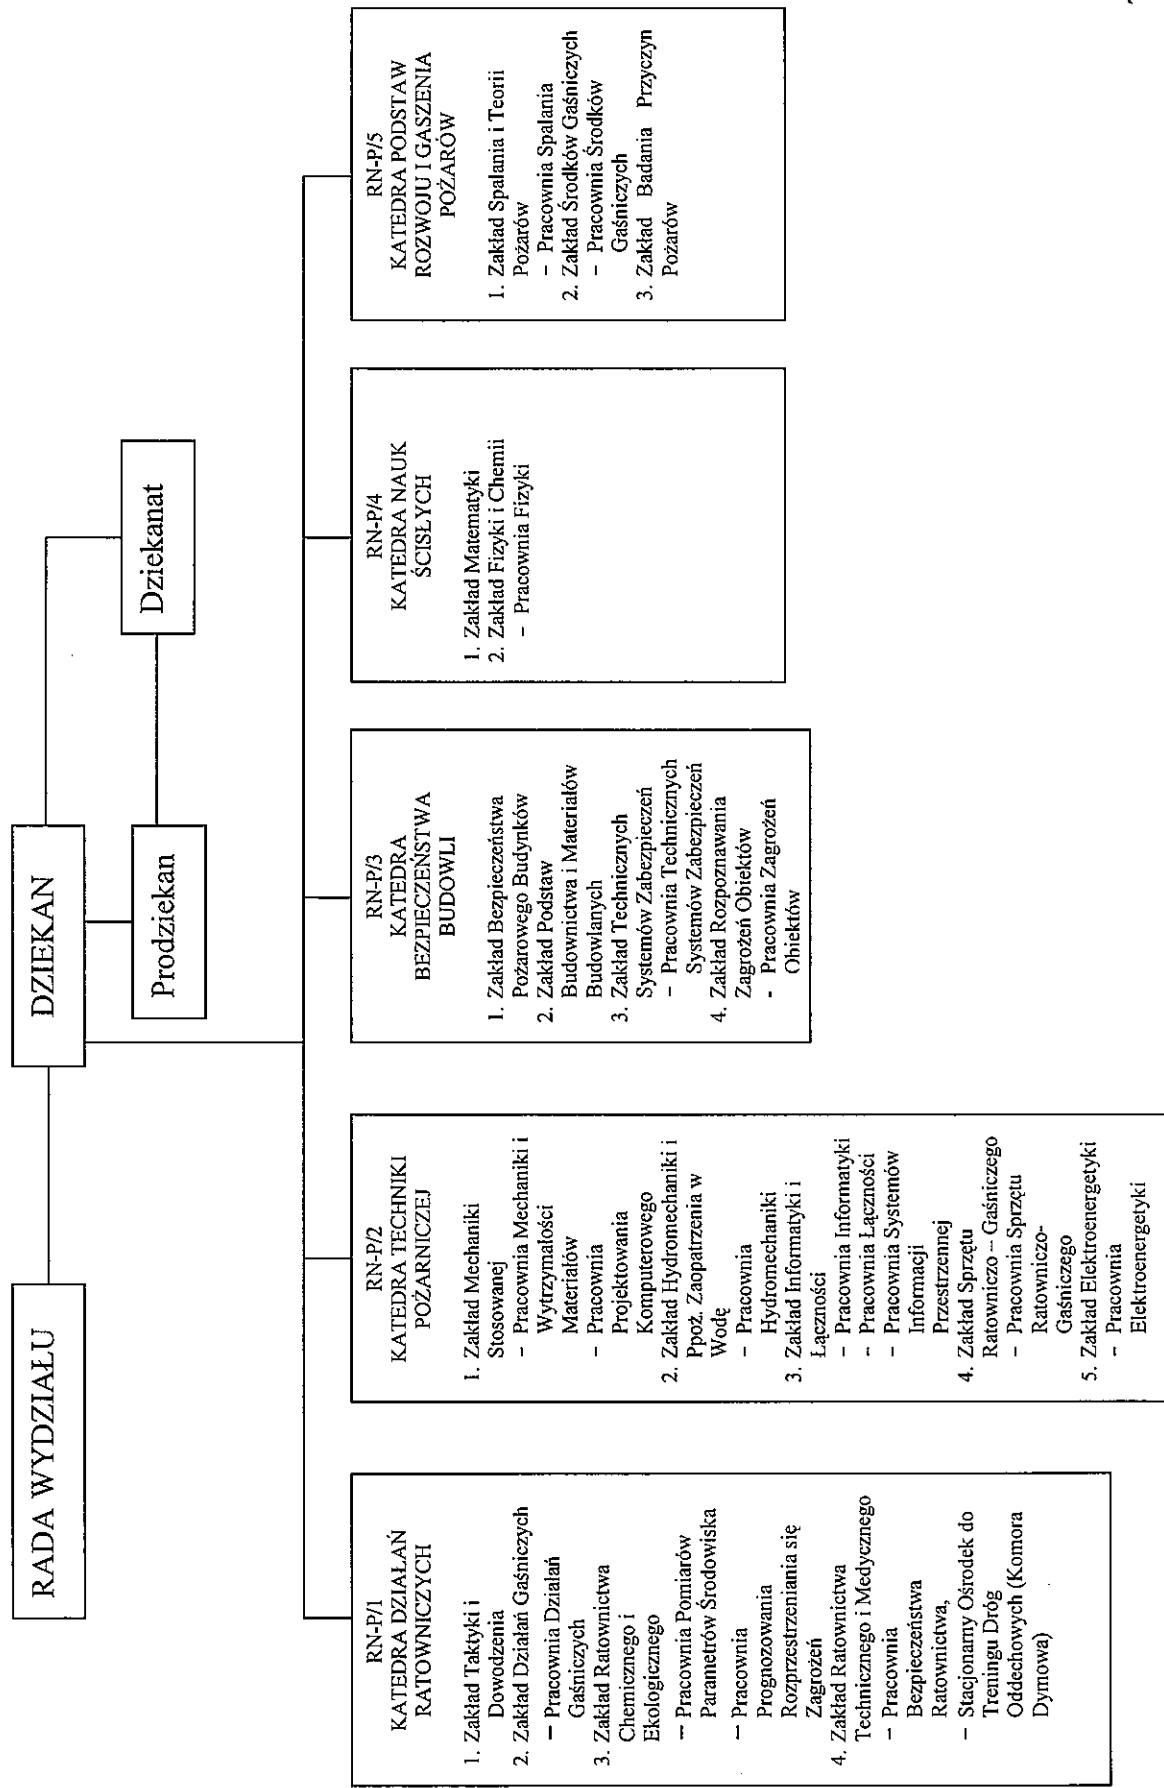 RADA WYDZIAŁU
DZIEKAN
Prodziekan
Dziekanat
RN-P/1
KATEDRA DZIAŁAŃ
RATOWNICZYCH
1. Zakład Taktyki i
Dowodzenia
2. Zakład Działań Gaśniczych
– Pracownia Działań
Gaśniczych
3. Zakład Ratownictwa
Chemicznego i
Ekologicznego
– Pracownia Pomiarów
Parametrów Środowiska
– Pracownia
Prognozowania
Rozprzestrzeniania się
Zagrożeń
4. Zakład Ratownictwa
Technicznego i Medycznego
– Pracownia
Bezpieczeństwa
Ratownictwa,
– Stacjonarny Ośrodek do
Treningu Dróg
Oddechowych (Komora
Dymowa)
RN-P/2
KATEDRA TECHNIKI
POŻARNICZEJ
1. Zakład Mechaniki
Stosowanej
– Pracownia Mechaniki i
Wytrzymałości
Materiałów
– Pracownia
Projektowania
Komputerowego
2. Zakład Hydromechaniki i
Ppoż. Zaopatrzenia w
Wodę
– Pracownia
Hydromechaniki
3. Zakład Informatyki i
Łączności
– Pracownia Informatyki
– Pracownia Łączności
– Pracownia Systemów
Informacji
Przestrzennej
4. Zakład Sprzętu
Ratowniczo – Gaśniczego
– Pracownia Sprzętu
Ratowniczo-
Gaśniczego
5. Zakład Elektroenergetyki
– Pracownia
Elektroenergetyki
RN-P/3
KATEDRA
BEZPIECZEŃSTWA
BUDOWLI
1. Zakład Bezpieczeństwa
Pożarowego Budynków
2. Zakład Podstaw
Budownictwa i Materiałów
Budowlanych
3. Zakład Technicznych
Systemów Zabezpieczeń
– Pracownia Technicznych
Systemów Zabezpieczeń
4. Zakład Rozpoznawania
Zagrożeń Obiektów
- Pracownia Zagrożeń
Obiektów
RN-P/4
KATEDRA NAUK
ŚCISŁYCH
1. Zakład Matematyki
2. Zakład Fizyki i Chemii
– Pracownia Fizyki
RN-P/5
KATEDRA PODSTAW
ROZWOJU I GASZENIA
POŻARÓW
1. Zakład Spalania i Teorii
Pożarów
– Pracownia Spalania
2. Zakład Środków Gaśniczych
– Pracownia Środków
Gaśniczych
3. Zakład Badania Przyczyn
Pożarów